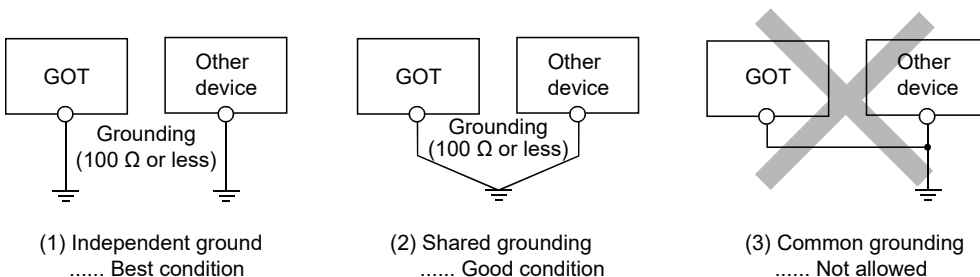 GOT
Other
device
Grounding
(100 Ω or less)
(1) Independent ground
...... Best condition
GOT
Other
device
Grounding
(100 Ω or less)
(2) Shared grounding
...... Good condition
GOT
Other
device
(3) Common grounding
...... Not allowed